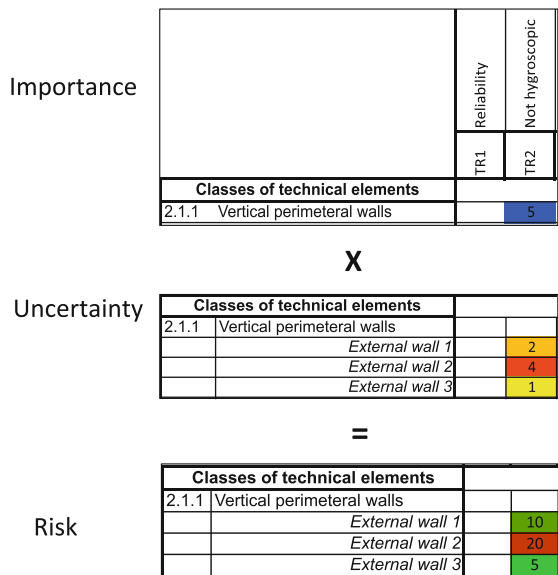 Importance
Reliability
Not hygroscopic
TR1
TR2
Classes of technical elements
2.1.1 Vertical perimeteral walls 5
X
Uncertainty
Classes of technical elements
2.1.1 Vertical perimeteral walls
External wall 1 2
External wall 2 4
External wall 3 1
=
Risk
Classes of technical elements
2.1.1 Vertical perimeteral walls
External wall 1 10
External wall 2 20
External wall 3 5